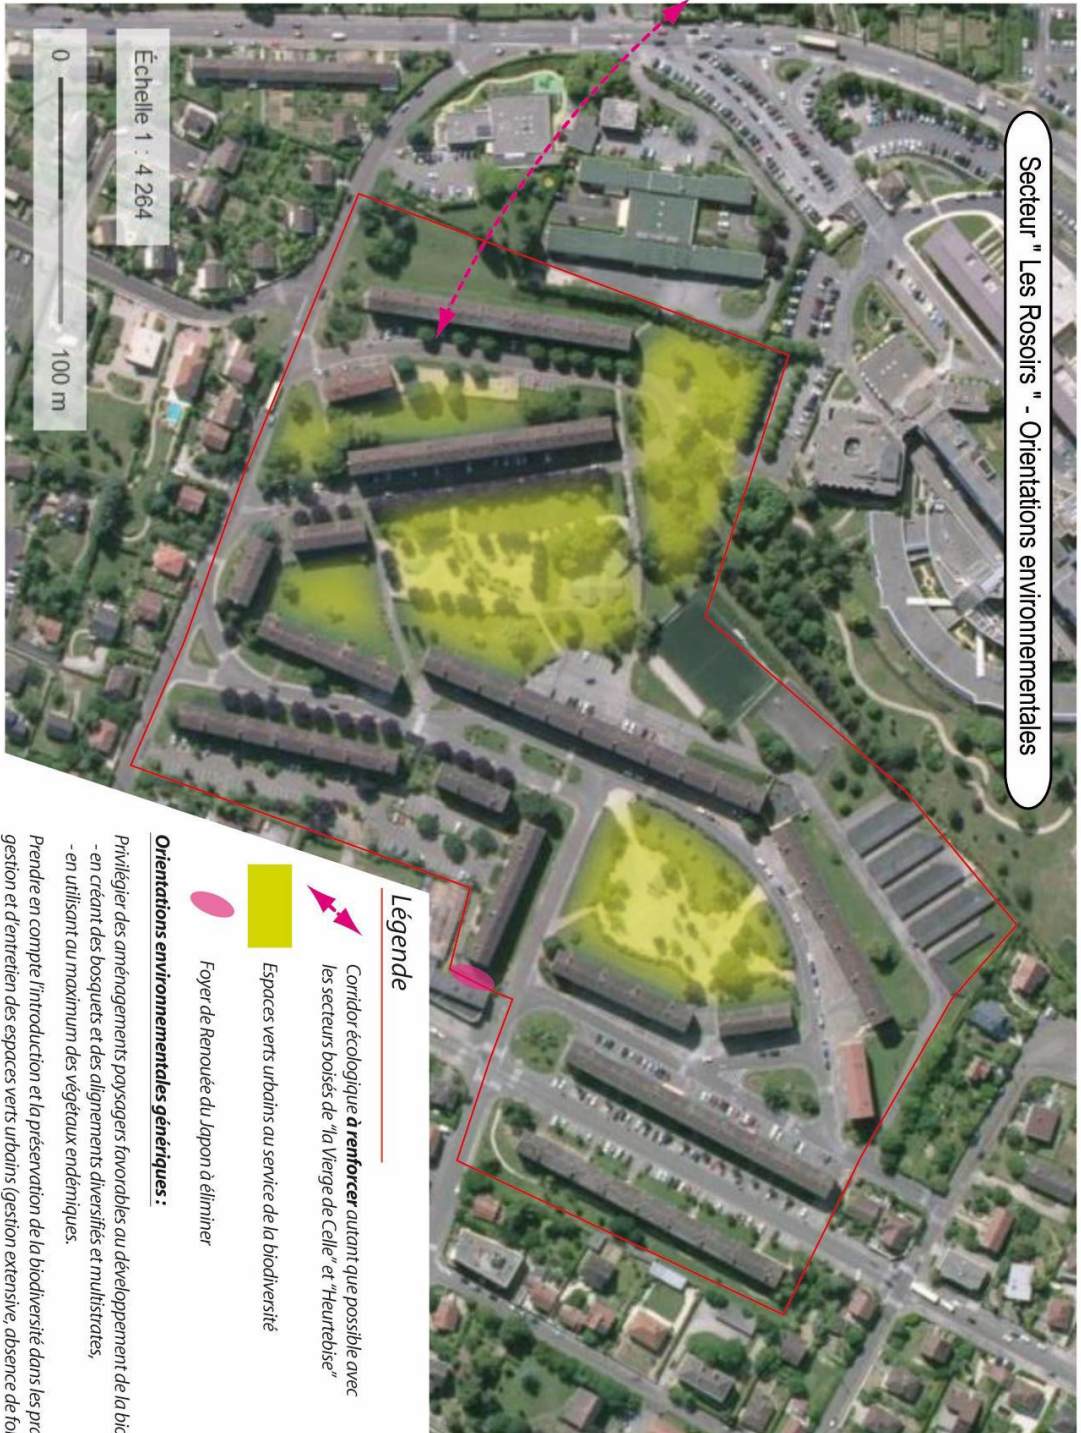 Secteur " Les Rosoirs " - Orientations environnementales
Échelle 1 : 4 264
0 100 m
Légende
Corridor écologique à renforcer autant que possible avec
les secteurs boisés de "la Vierge de Celle" et "Heurtebise"
Espaces verts urbains au service de la biodiversité
Foyer de Renouée du Japon à éliminer
Orientations environnementales génériques :
Privilégier des aménagements paysagers favorables au développement de la
- en créant des bosquets et des alignements diversifiés et multistrates,
- en utilisant au maximum des végétaux endémiques.
Prendre en compte l'introduction et la préservation de la biodiversité dans les
gestion et d'entretien des espaces verts urbains (gestion extensive, absence de